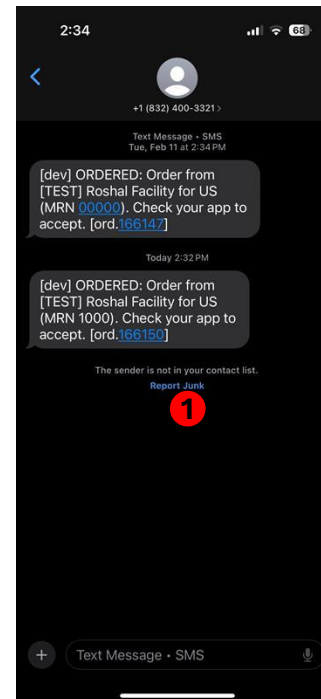 2:34
68
+1 (832) 400-3321 >
Text Message • SMS
Tue, Feb 11 at 2:34 PM
[dev] ORDERED: Order from
[TEST] Roshal Facility for US
(MRN 00000). Check your app to
accept. [ord.166147]
Today 2:32 PM
[dev] ORDERED: Order from
[TEST] Roshal Facility for US
(MRN 1000). Check your app to
accept. [ord.166150]
The sender is not in your contact list.
Report Junk
1
+
Text Message • SMS